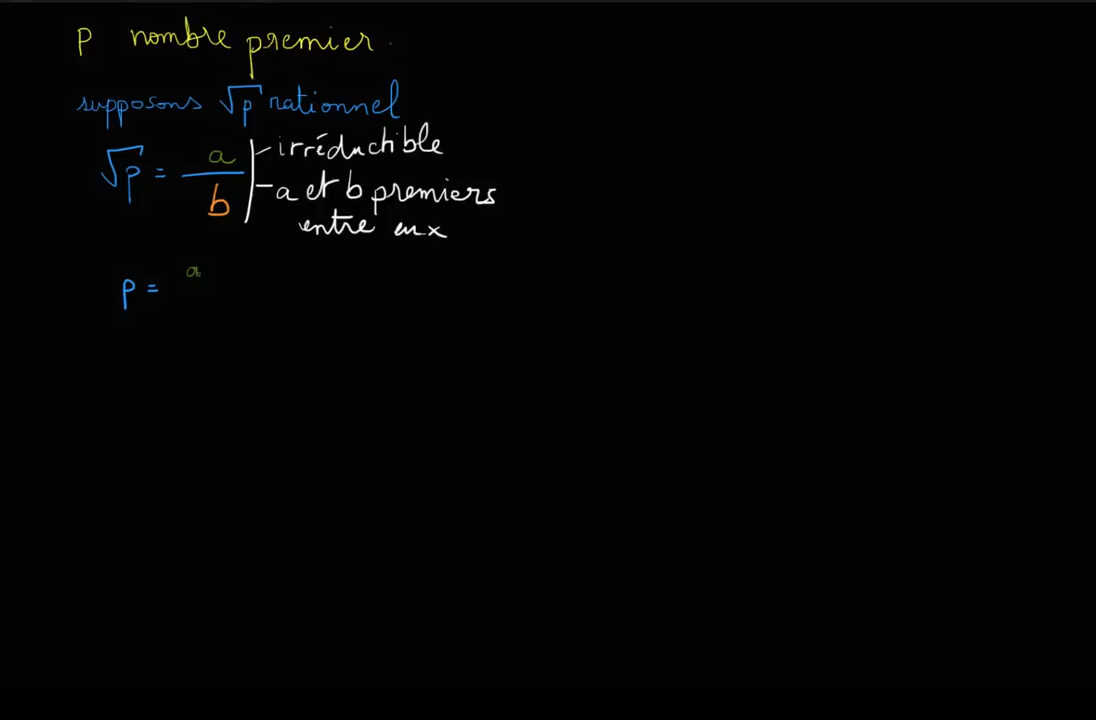 p nombre premier.
supposons √p rationnel
√p = a/b irréductible
a et b premiers
entre eux
p = a